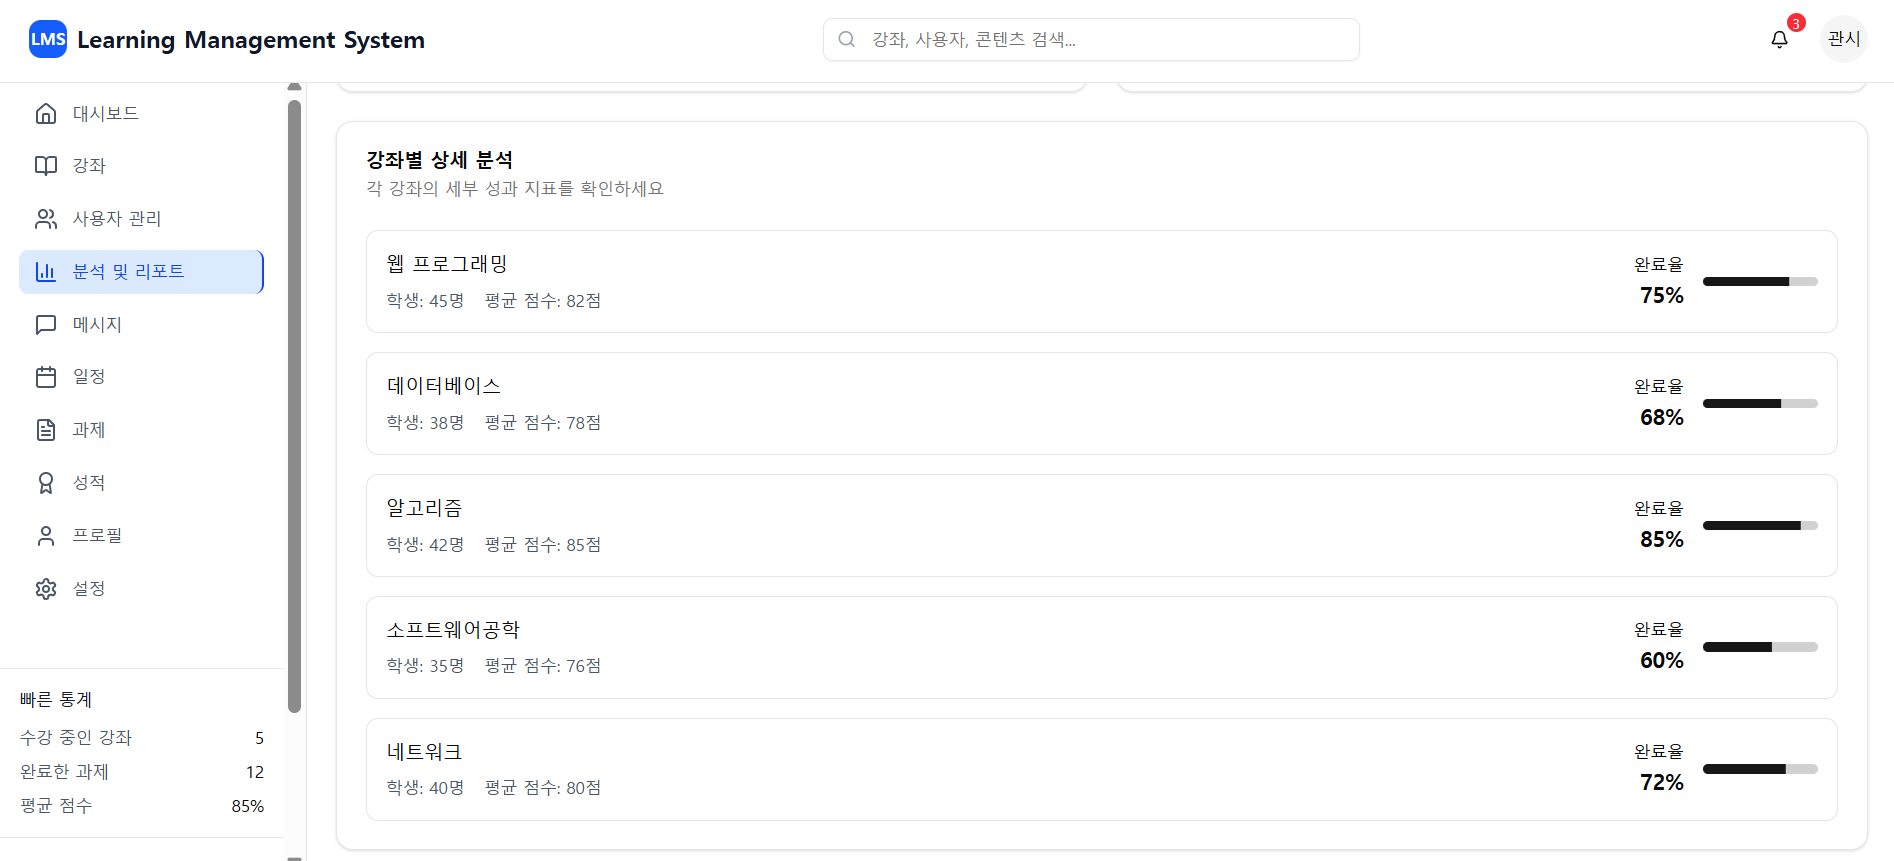 LMS Learning Management System
강좌, 사용자, 콘텐츠 검색...
3
관시
대시보드
강좌
사용자 관리
분석 및 리포트
메시지
일정
과제
성적
프로필
설정
빠른 통계
수강 중인 강좌 5
완료한 과제 12
평균 점수 85%
강좌별 상세 분석
각 강좌의 세부 성과 지표를 확인하세요
웹 프로그래밍
학생: 45명 평균 점수: 82점
완료율
75%
데이터베이스
학생: 38명 평균 점수: 78점
완료율
68%
알고리즘
학생: 42명 평균 점수: 85점
완료율
85%
소프트웨어공학
학생: 35명 평균 점수: 76점
완료율
60%
네트워크
학생: 40명 평균 점수: 80점
완료율
72%